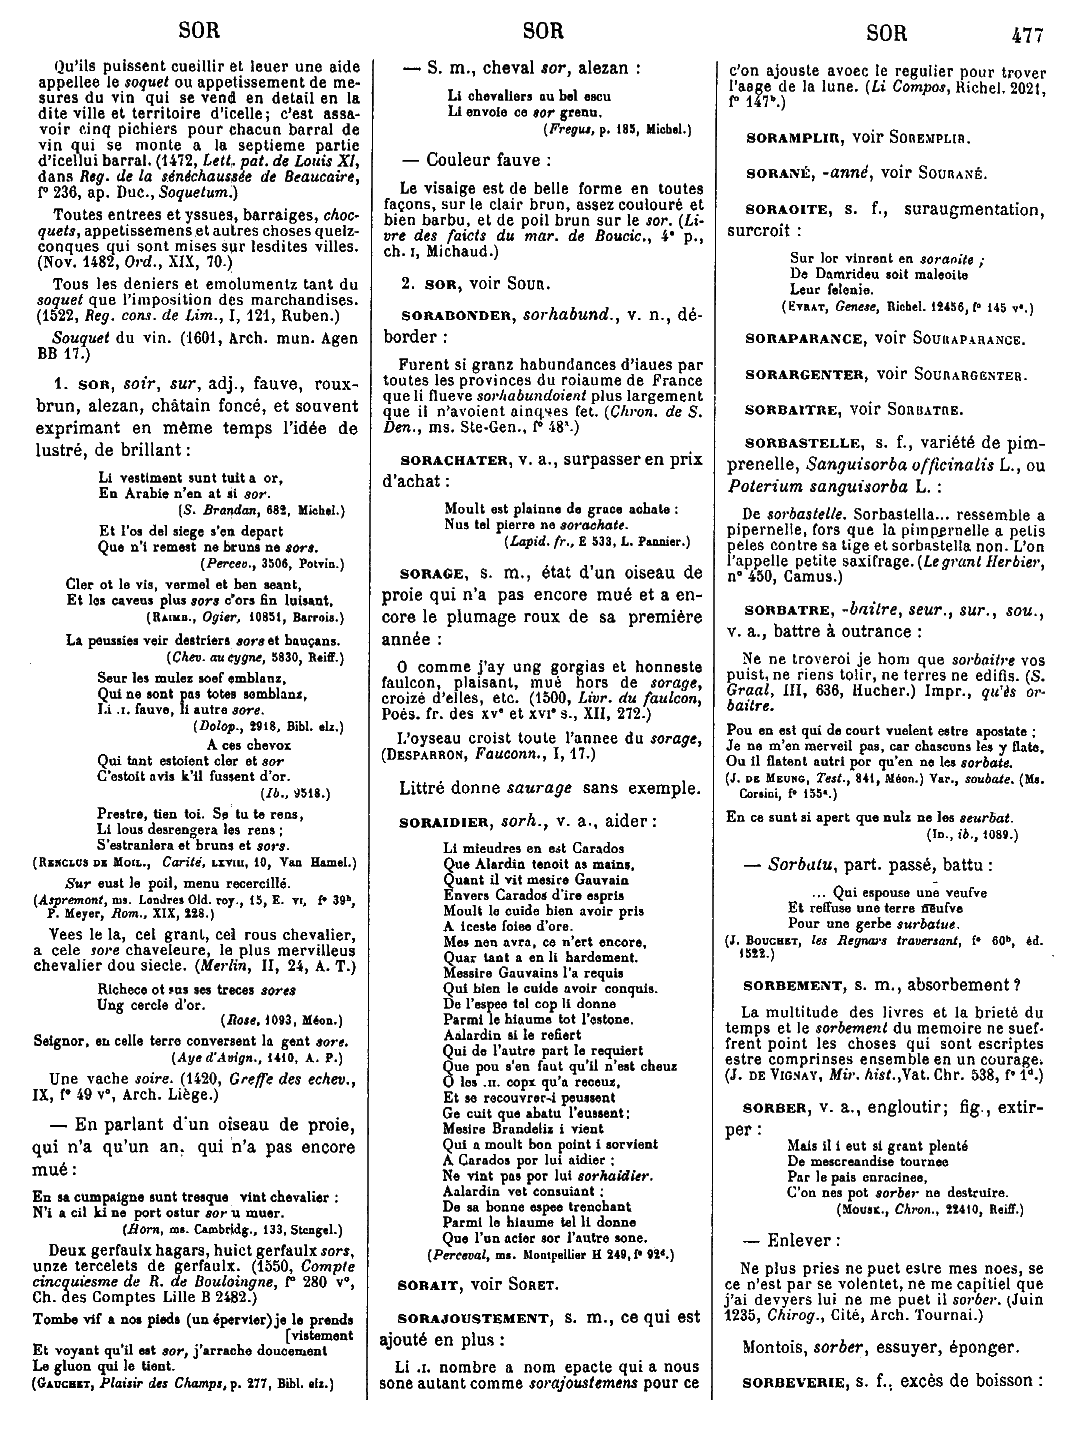 SOR
SOR
SOR 477
Qu'ils puissent cueillir et leuer une aide
appellee le soquet ou appetissement de me-
sures du vin qui se vend en detail en la
dite ville et territoire d'icelle; c'est assa-
voir cinq pichiers pour chacun barral de
vin qui se monte a la septieme partie
d'icellui barral. (1472, Lett. pat. de Louis XI,
dans Reg. de la sénéchaussée de Beaucaire,
fº 236, ap. Duc., Soquetum.)
Toutes entrees et yssues, barraiges, choc-
quets, appetissemens et autres choses quelz-
conques qui sont mises sur lesdites villes.
(Nov. 1482, Ord., XIX, 70.)
Tous les deniers et emolumentz tant du
soquet que l'imposition des marchandises.
(1522, Reg. cons. de Lim., I, 121, Ruben.)
Souquet du vin. (1601, Arch. mun. Agen
BB 17.)
1. SOR, soir, sur, adj., fauve, roux-
brun, alezan, châtain foncé, et souvent
exprimant en même temps l'idée de
lustré, de brillant :
Li vestiment sunt tuit a or,
En Arabie n'en at si sor.
(S. Brandan, 682, Michel.)
Et l'os del siege s'en depart
Que n'i remest ne bruns ne sors.
(Percev., 3506, Potvin.)
Cler ot le vis, vermel et ben seant,
Et les caveus plus sors c'ors fin luisant,
(RAIMB., Ogier, 10851, Barrois.)
La peussies veir destriers sors et bauçans.
(Chev. au cygne, 5830, Reiff.)
Seur les mulez soef emblanz,
Qui ne sont pas totes semblanz,
Li .I. fauve, li autre sore.
(Dolop., 2918, Bibl. elz.)
A ces chevox
Qui tant estoient cler et sor
C'estoit avis k'il fussent d'or.
(Ib., 9518.)
Prestre, tien toi. Se tu te rens,
Li lous desrengera les rens ;
S'estranlera et bruns et sors.
(RENCLUS DE MOIL., Carité, LXVIII, 10, Van Hamel.)
Sur eust le poil, menu recercillé.
(Aspremont, ms. Londres Old. roy., 15, E. VI, fº 39ᵇ,
P. Meyer, Rom., XIX, 228.)
Vees le la, cel grant, cel rous chevalier,
a cele sore chaveleure, le plus mervilleus
chevalier dou siecle. (Merlin, II, 24, A. T.)
Richece ot sus ses treces sores
Ung cercle d'or.
(Rose, 1093, Méon.)
Seignor, en celle terre conversent la gent sore.
(Aye d'Avign., 1410, A. P.)
Une vache soire. (1420, Greffe des echev.,
IX, fº 49 vº, Arch. Liège.)
— En parlant d'un oiseau de proie,
qui n'a qu'un an, qui n'a pas encore
mué :
En sa cumpaigne sunt tresque vint chevalier :
N'i a cil ki ne port ostur sor u muer.
(Horn, ms. Cambridg., 133, Stengel.)
Deux gerfaulx hagars, huict gerfaulx sors,
unze tercelets de gerfaulx. (1550, Compte
cincquiesme de R. de Bouloingne, fº 280 vº,
Ch. des Comptes Lille B 2482.)
Tombe vif a nos pieds (un épervier) je le prends
[vistement
Et voyant qu'il est sor, j'arrache doucement
Le gluon qui le tient.
(GAUCHET, Plaisir des Champs, p. 277, Bibl. elz.)
— S. m., cheval sor, alezan :
Li chevaliers au bel escu
Li envoie ce sor grenu.
(Fregus, p. 185, Michel.)
— Couleur fauve :
Le visaige est de belle forme en toutes
façons, sur le clair brun, assez coulouré et
bien barbu, et de poil brun sur le sor. (Li-
vre des faicts du mar. de Boucic., 4ᵉ p.,
ch. I, Michaud.)
2. SOR, voir SOUR.
SORABONDER, sorhabund., v. n., dé-
border :
Furent si granz habundances d'iaues par
toutes les provinces du roiaume de France
que li flueve sorhabundoient plus largement
que il n'avoient ainques fet. (Chron. de S.
Den., ms. Ste-Gen., fº 48ᵃ.)
SORACHATER, v. a., surpasser en prix
d'achat :
Moult est plainne de grace achate :
Nus tel pierre ne sorachate.
(Lapid. fr., E 533, L. Pannier.)
SORAGE, s. m., état d'un oiseau de
proie qui n'a pas encore mué et a en-
core le plumage roux de sa première
année :
O comme j'ay ung gorgias et honneste
faulcon, plaisant, mué hors de sorage,
croizé d'elles, etc. (1500, Livr. du faulcon,
Poés. fr. des XVᵉ et XVIᵉ s., XII, 272.)
L'oyseau croist toute l'annee du sorage,
(DESPARRON, Fauconn., I, 17.)
Littré donne saurage sans exemple.
SORAIDIER, sorh., v. a., aider :
Li mieudres en est Carados
Que Alardin tenoit as mains,
Quant il vit mesire Gauvain
Envers Carados d'ire espris
Moult le cuide bien avoir pris
A iceste foiee d'ore.
Mes non avra, ce n'ert encore,
Quar tant a en li hardement.
Messire Gauvains l'a requis
Qui bien le cuide avoir conquis.
De l'espee tel cop li donne
Parmi le hiaume tot l'estone.
Aalardin si le refiert
Qui de l'autre part le requiert
Que pou s'en faut qu'il n'est cheuz
O les .II. copz qu'a receuz,
Et se recouvrer-i peussent
Ge cuit que abatu l'eussent;
Mesire Brandeliz i vient
Qui a moult bon point i sorvient
A Carados por lui aidier ;
Ne vint pas por lui sorhaidier.
Aalardin vet consuiant ;
De sa bonne espee trenchant
Parmi le hiaume tel li donne
Que l'un acier sor l'autre sone.
(Perceval, ms. Montpellier H 249, fº 92ᵈ.)
SORAIT, voir SORET.
SORAJOUSTEMENT, s. m., ce qui est
ajouté en plus :
Li .I. nombre a nom epacte qui a nous
sone autant comme sorajoustemens pour ce
c'on ajouste avoec le regulier pour trover
l'aage de la lune. (Li Compos, Richel. 2021,
fº 147ᵇ.)
SORAMPLIR, voir SOREMPLIR.
SORANÉ, -anné, voir SOURANÉ.
SORAOITE, s. f., suraugmentation,
surcroit :
Sur lor vinrent en soraoite ;
De Damrideu soit maleoite
Leur felenie.
(EVRAT, Genese, Richel. 12456, fº 145 vº.)
SORAPARANCE, voir SOURAPARANCE.
SORARGENTER, voir SOURARGENTER.
SORBAITRE, voir SORBATRE.
SORBASTELLE, s. f., variété de pim-
prenelle, Sanguisorba officinalis L., ou
Poterium sanguisorba L. :
De sorbastelle. Sorbastella... ressemble a
pipernelle, fors que la pimpernelle a petis
peles contre sa tige et sorbastella non. L'on
l'appelle petite saxifrage. (Le grant Herbier,
nº 450, Camus.)
SORBATRE, -baitre, seur., sur., sou.,
v. a., battre à outrance :
Ne ne troveroi je hom que sorbaitre vos
puist, ne riens tolir, ne terres ne edifis. (S.
Graal, III, 636, Hucher.) Impr., qu'ès or-
baitre.
Pou en est qui de court vuelent estre apostate ;
Je ne m'en merveil pas, car chascuns les y flate,
Ou il flatent autri por qu'en ne les sorbate.
(J. DE MEUNG, Test., 841, Méon.) Var., soubate. (Ms.
Corsini, fº 155ᵃ.)
En ce sunt si apert que nulz ne les seurbat.
(ID., ib., 1089.)
— Sorbatu, part. passé, battu :
... Qui espouse une veufve
Et reffuse une terre neufve
Pour une gerbe surbatue.
(J. BOUCHET, les Regnars traversant, fº 60ᵇ, éd.
1522.)
SORBEMENT, s. m., absorbement ?
La multitude des livres et la brieté du
temps et le sorbement du memoire ne suef-
frent point les choses qui sont escriptes
estre comprinses ensemble en un courage.
(J. DE VIGNAY, Mir. hist., Vat. Chr. 538, fº 1ᵈ.)
SORBER, v. a., engloutir; fig., extir-
per :
Mais il i eut si grant plenté
De mescreandise tournee
Par le pais enracinee,
C'on nes pot sorber ne destruire.
(MOUSK., Chron., 22410, Reiff.)
— Enlever :
Ne plus pries ne puet estre mes noes, se
ce n'est par se volentet, ne me capitiel que
j'ai devyers lui ne me puet il sorber. (Juin
1235, Chirog., Cité, Arch. Tournai.)
Montois, sorber, essuyer, éponger.
SORBEVERIE, s. f., excès de boisson :